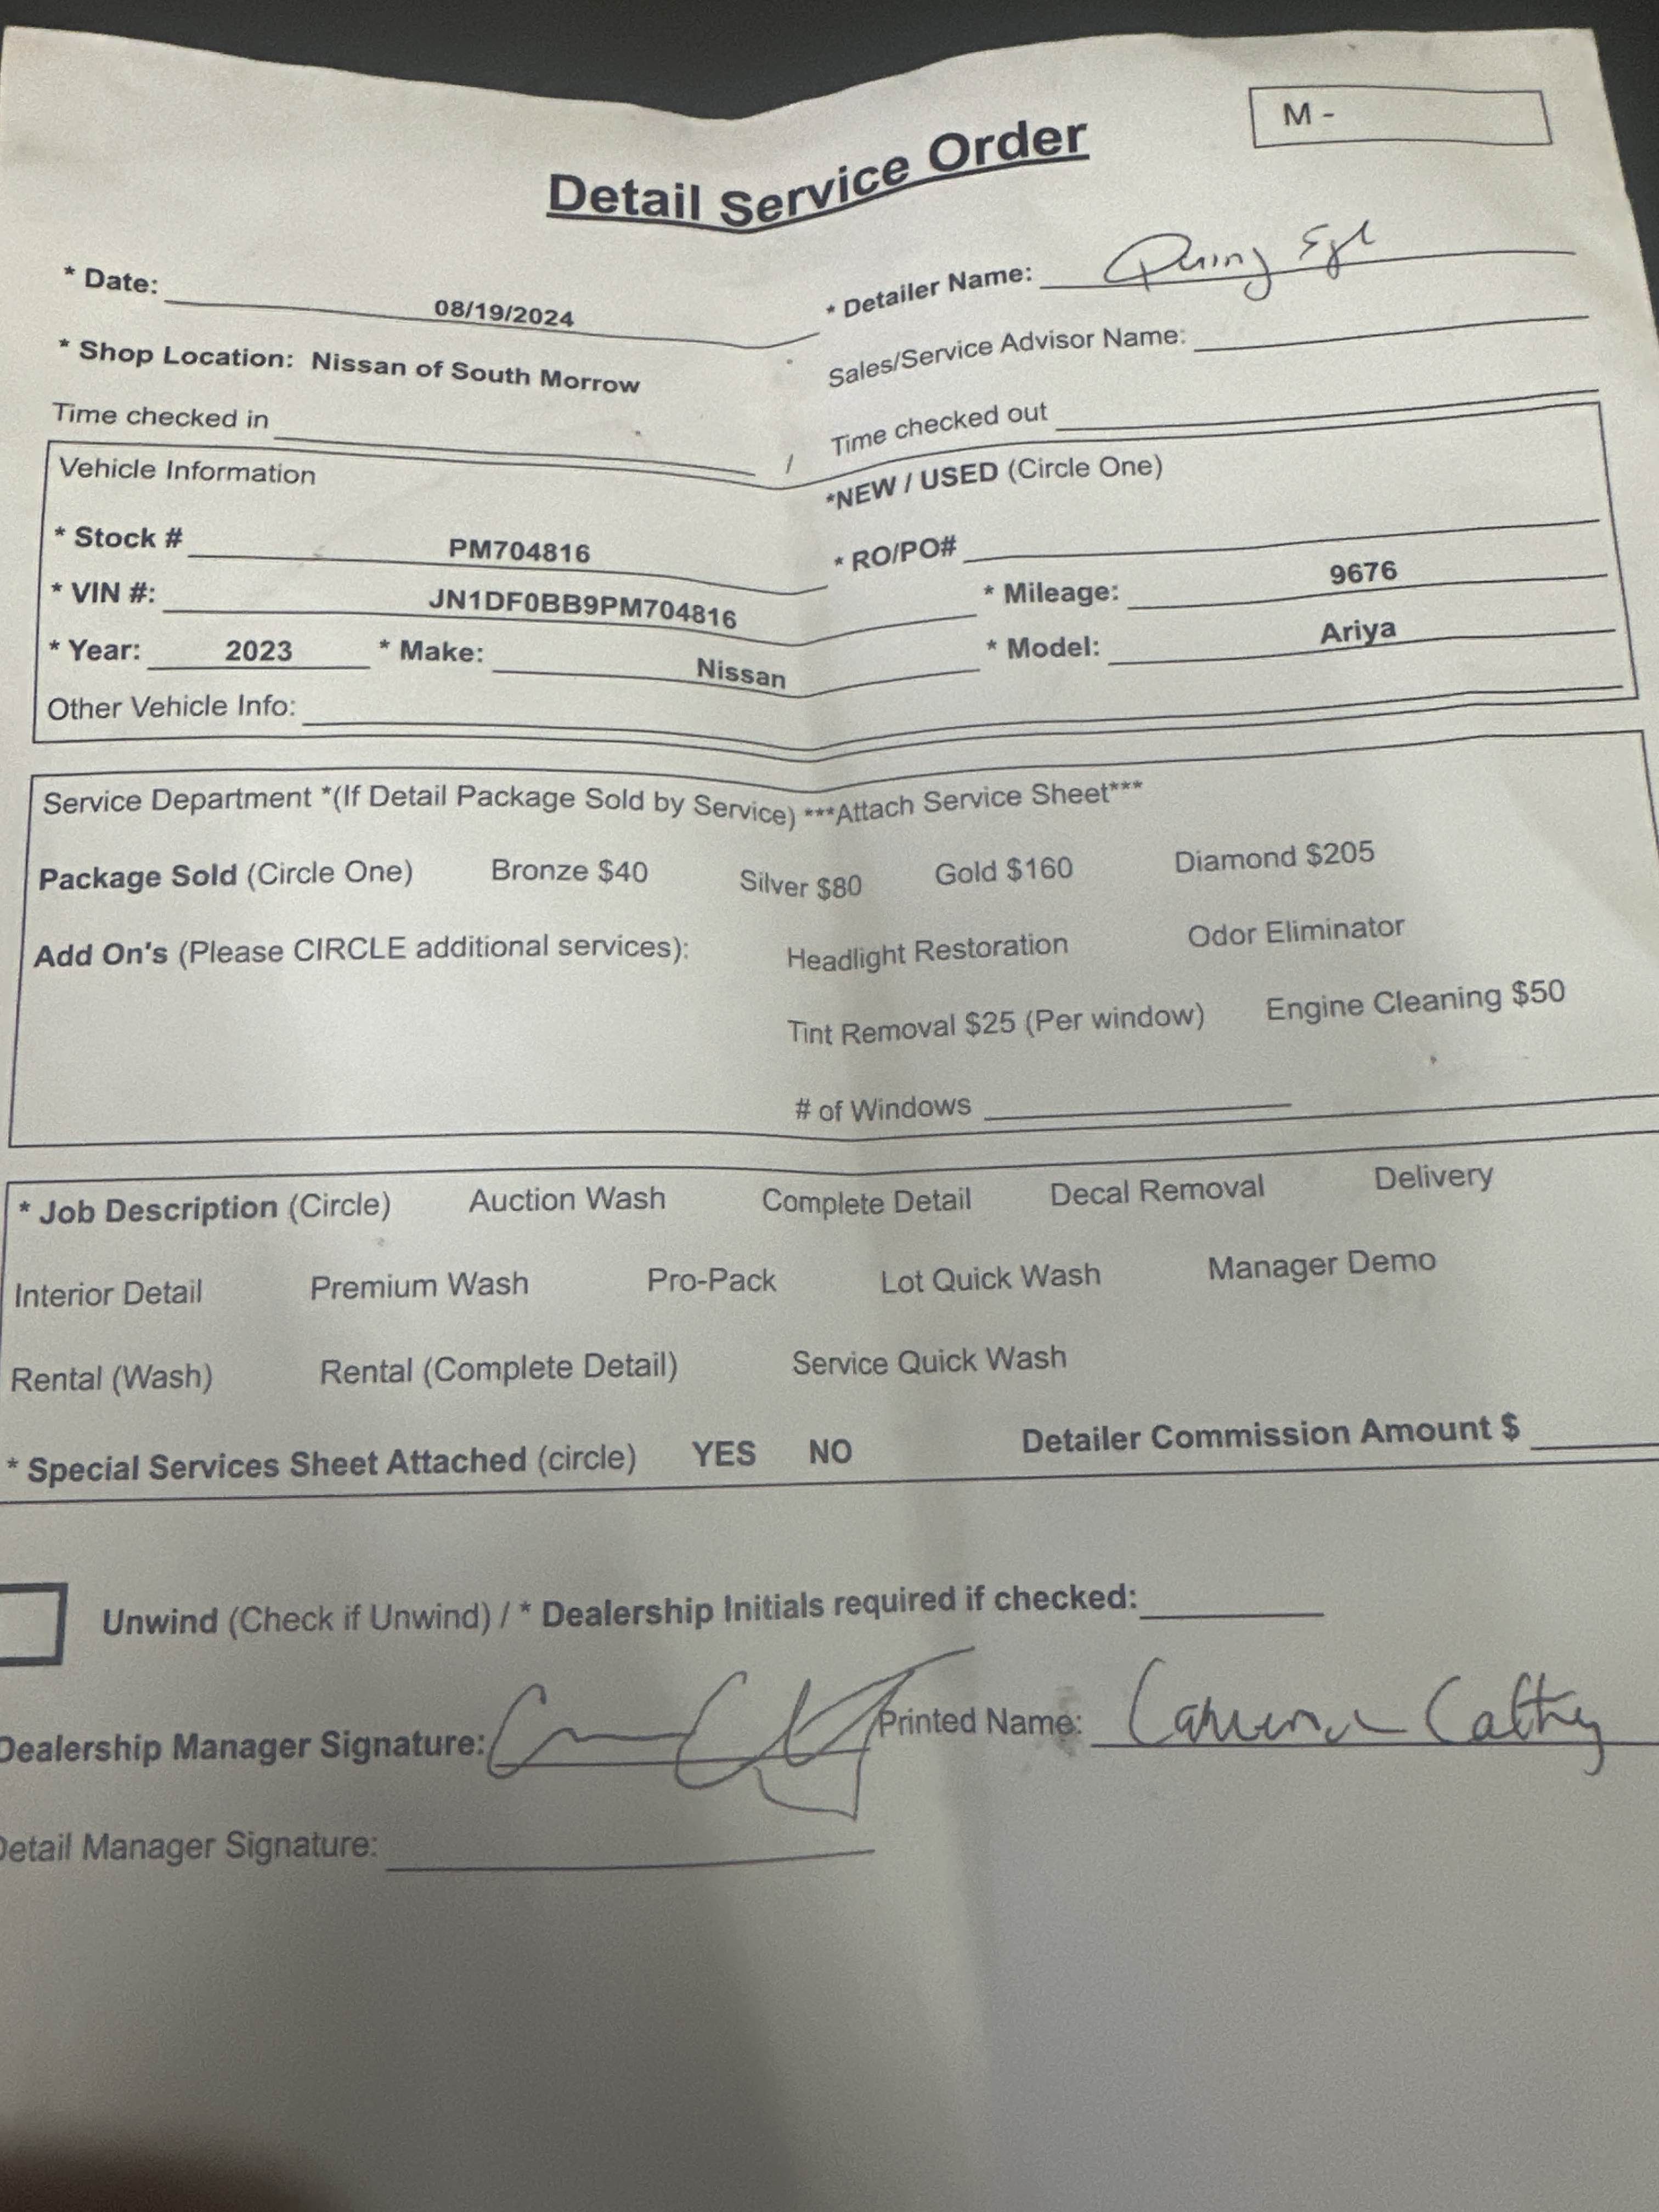 M -
Detail Service Order
* Date: 08/19/2024 * Detailer Name:
* Shop Location: Nissan of South Morrow Sales/Service Advisor Name:
Time checked in / Time checked out
Vehicle Information *NEW / USED (Circle One)
* Stock # PM704816 * RO/PO#
* VIN #: JN1DF0BB9PM704816 * Mileage: 9676
* Year: 2023 * Make: Nissan * Model: Ariya
Other Vehicle Info:
Service Department *(If Detail Package Sold by Service) ***Attach Service Sheet***
Package Sold (Circle One) Bronze $40 Silver $80 Gold $160 Diamond $205
Add On's (Please CIRCLE additional services): Headlight Restoration Odor Eliminator
Tint Removal $25 (Per window) Engine Cleaning $50
# of Windows
* Job Description (Circle) Auction Wash Complete Detail Decal Removal Delivery
Interior Detail Premium Wash Pro-Pack Lot Quick Wash Manager Demo
Rental (Wash) Rental (Complete Detail) Service Quick Wash
* Special Services Sheet Attached (circle) YES NO Detailer Commission Amount $
Unwind (Check if Unwind) / * Dealership Initials required if checked:
Dealership Manager Signature: Printed Name:
Detail Manager Signature: